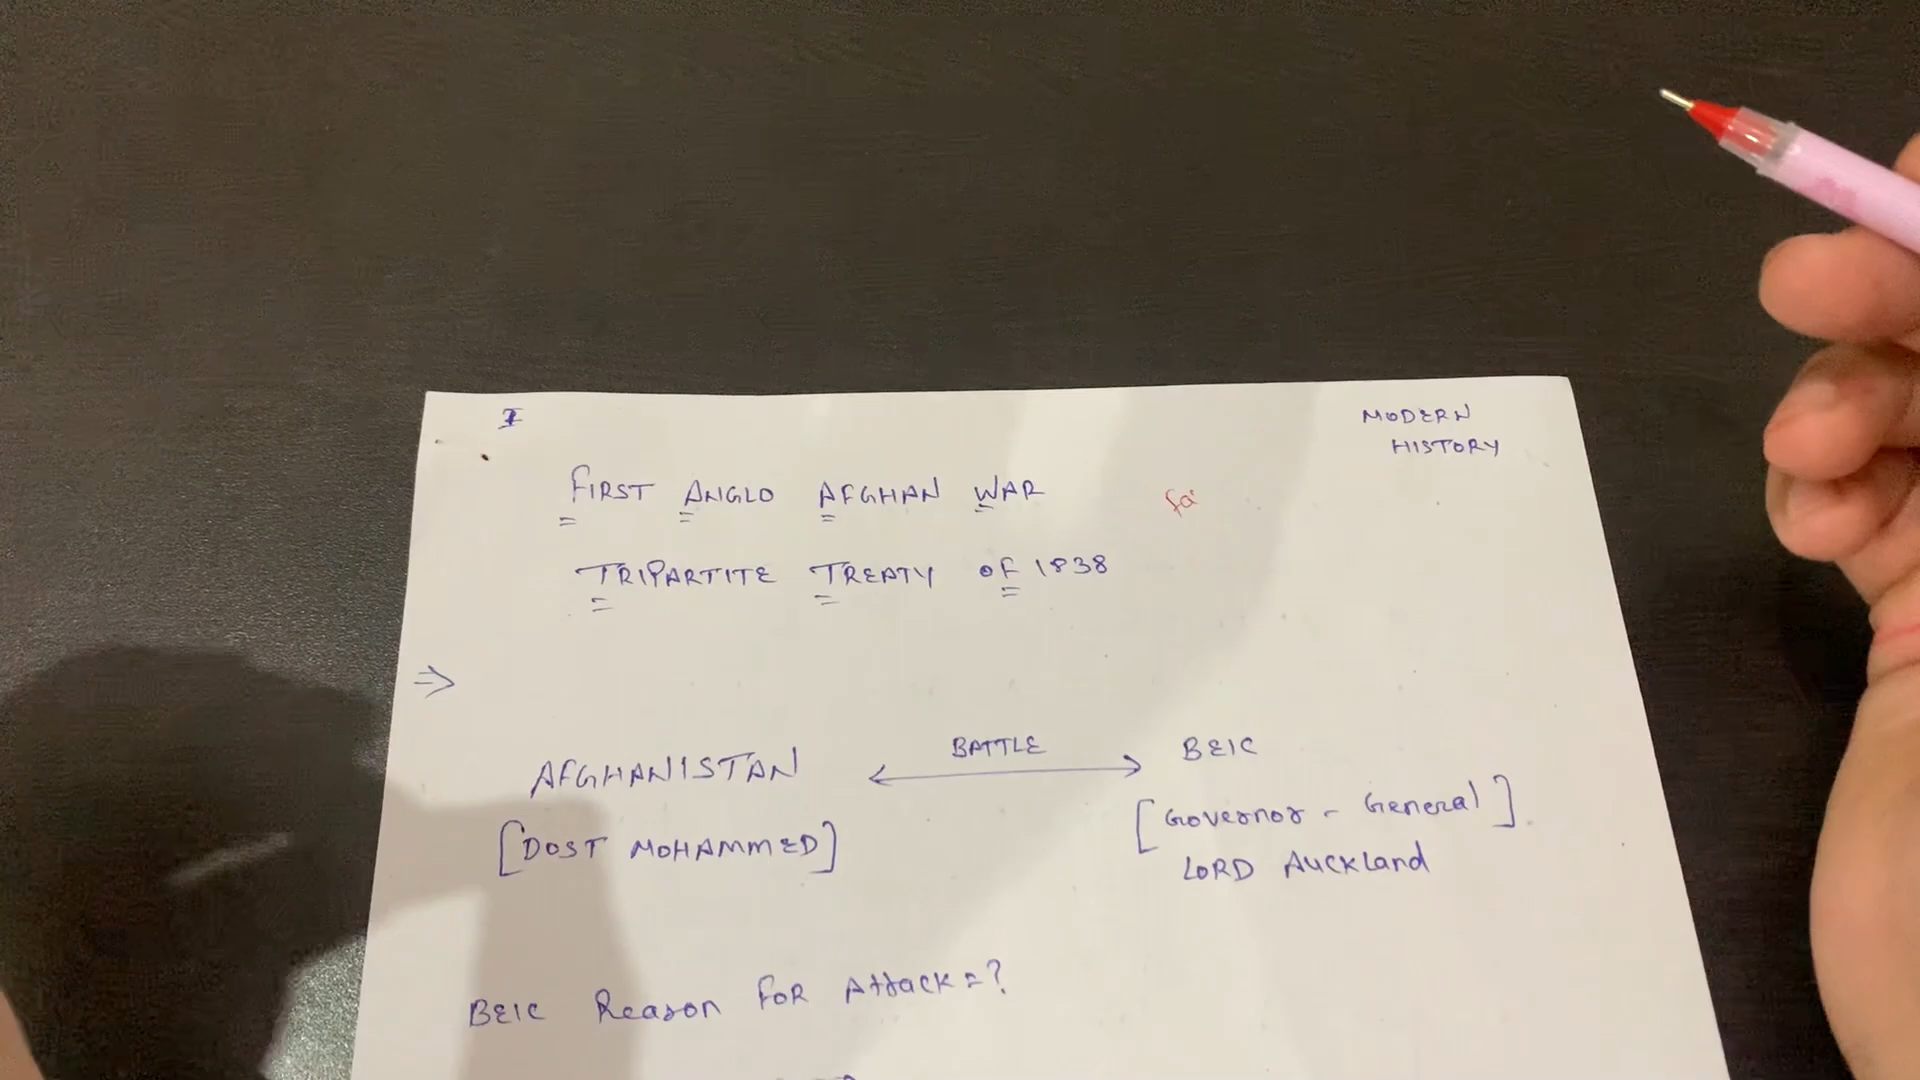 I
MODERN
HISTORY
FIRST ANGLO AFGHAN WAR
TRIPARTITE TREATY OF 1838
⇒
AFGHANISTAN BATTLE BEIC
[DOST MOHAMMED] [Governor - General]
LORD Auckland
BEIC Reason FOR Attack = ?